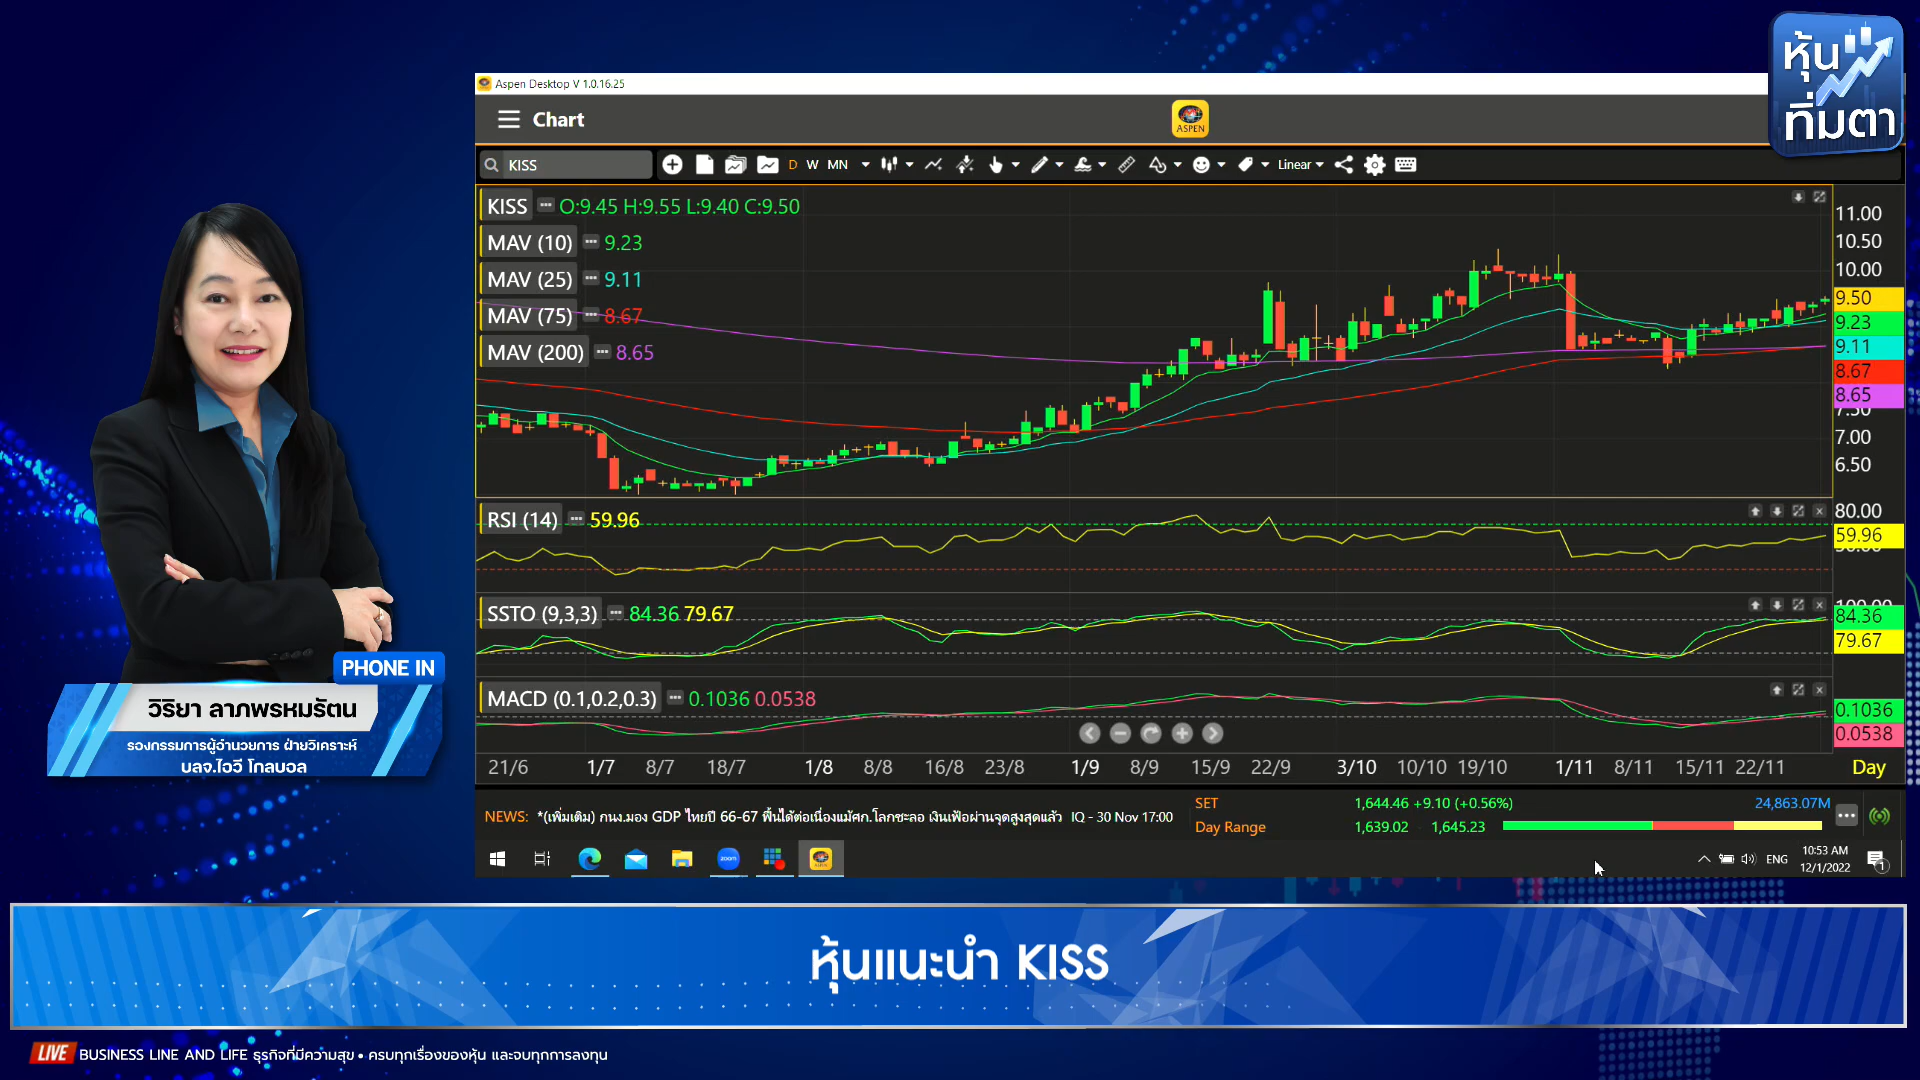 หุ้น
ทิ่มตา
Aspen Desktop V 1.0.16.25
Chart
ASPEN
KISS
D W MN
Linear
KISS O:9.45 H:9.55 L:9.40 C:9.50
MAV (10) 9.23
MAV (25) 9.11
MAV (75) 8.67
MAV (200) 8.65
11.00
10.50
10.00
9.50
9.23
9.11
8.67
8.65
7.50
7.00
6.50
RSI (14) 59.96
80.00
59.96
SSTO (9,3,3) 84.36 79.67
100.00
84.36
79.67
MACD (0.1,0.2,0.3) 0.1036 0.0538
0.1036
0.0538
21/6 1/7 8/7 18/7 1/8 8/8 16/8 23/8 1/9 8/9 15/9 22/9 3/10 10/10 19/10 1/11 8/11 15/11 22/11 Day
NEWS: *(เพิ่มเติม) กนง.มอง GDP ไทยปี 66-67 ฟื้นได้ต่อเนื่องแม้ศก.โลกชะลอ เงินเฟ้อผ่านจุดสูงสุดแล้ว IQ - 30 Nov 17:00
SET 1,644.46 +9.10 (+0.56%) 24,863.07M
Day Range 1,639.02 1,645.23
zoom
ENG
10:53 AM
12/1/2022
1
PHONE IN
วิริยา ลาภพรหมรัตน
รองกรรมการผู้อำนวยการ ฝ่ายวิเคราะห์
บลจ.ไอวี โกลบอล
หุ้นแนะนำ KISS
LIVE BUSINESS LINE AND LIFE ธุรกิจที่มีความสุข • ครบทุกเรื่องของหุ้น และจบทุกการลงทุน